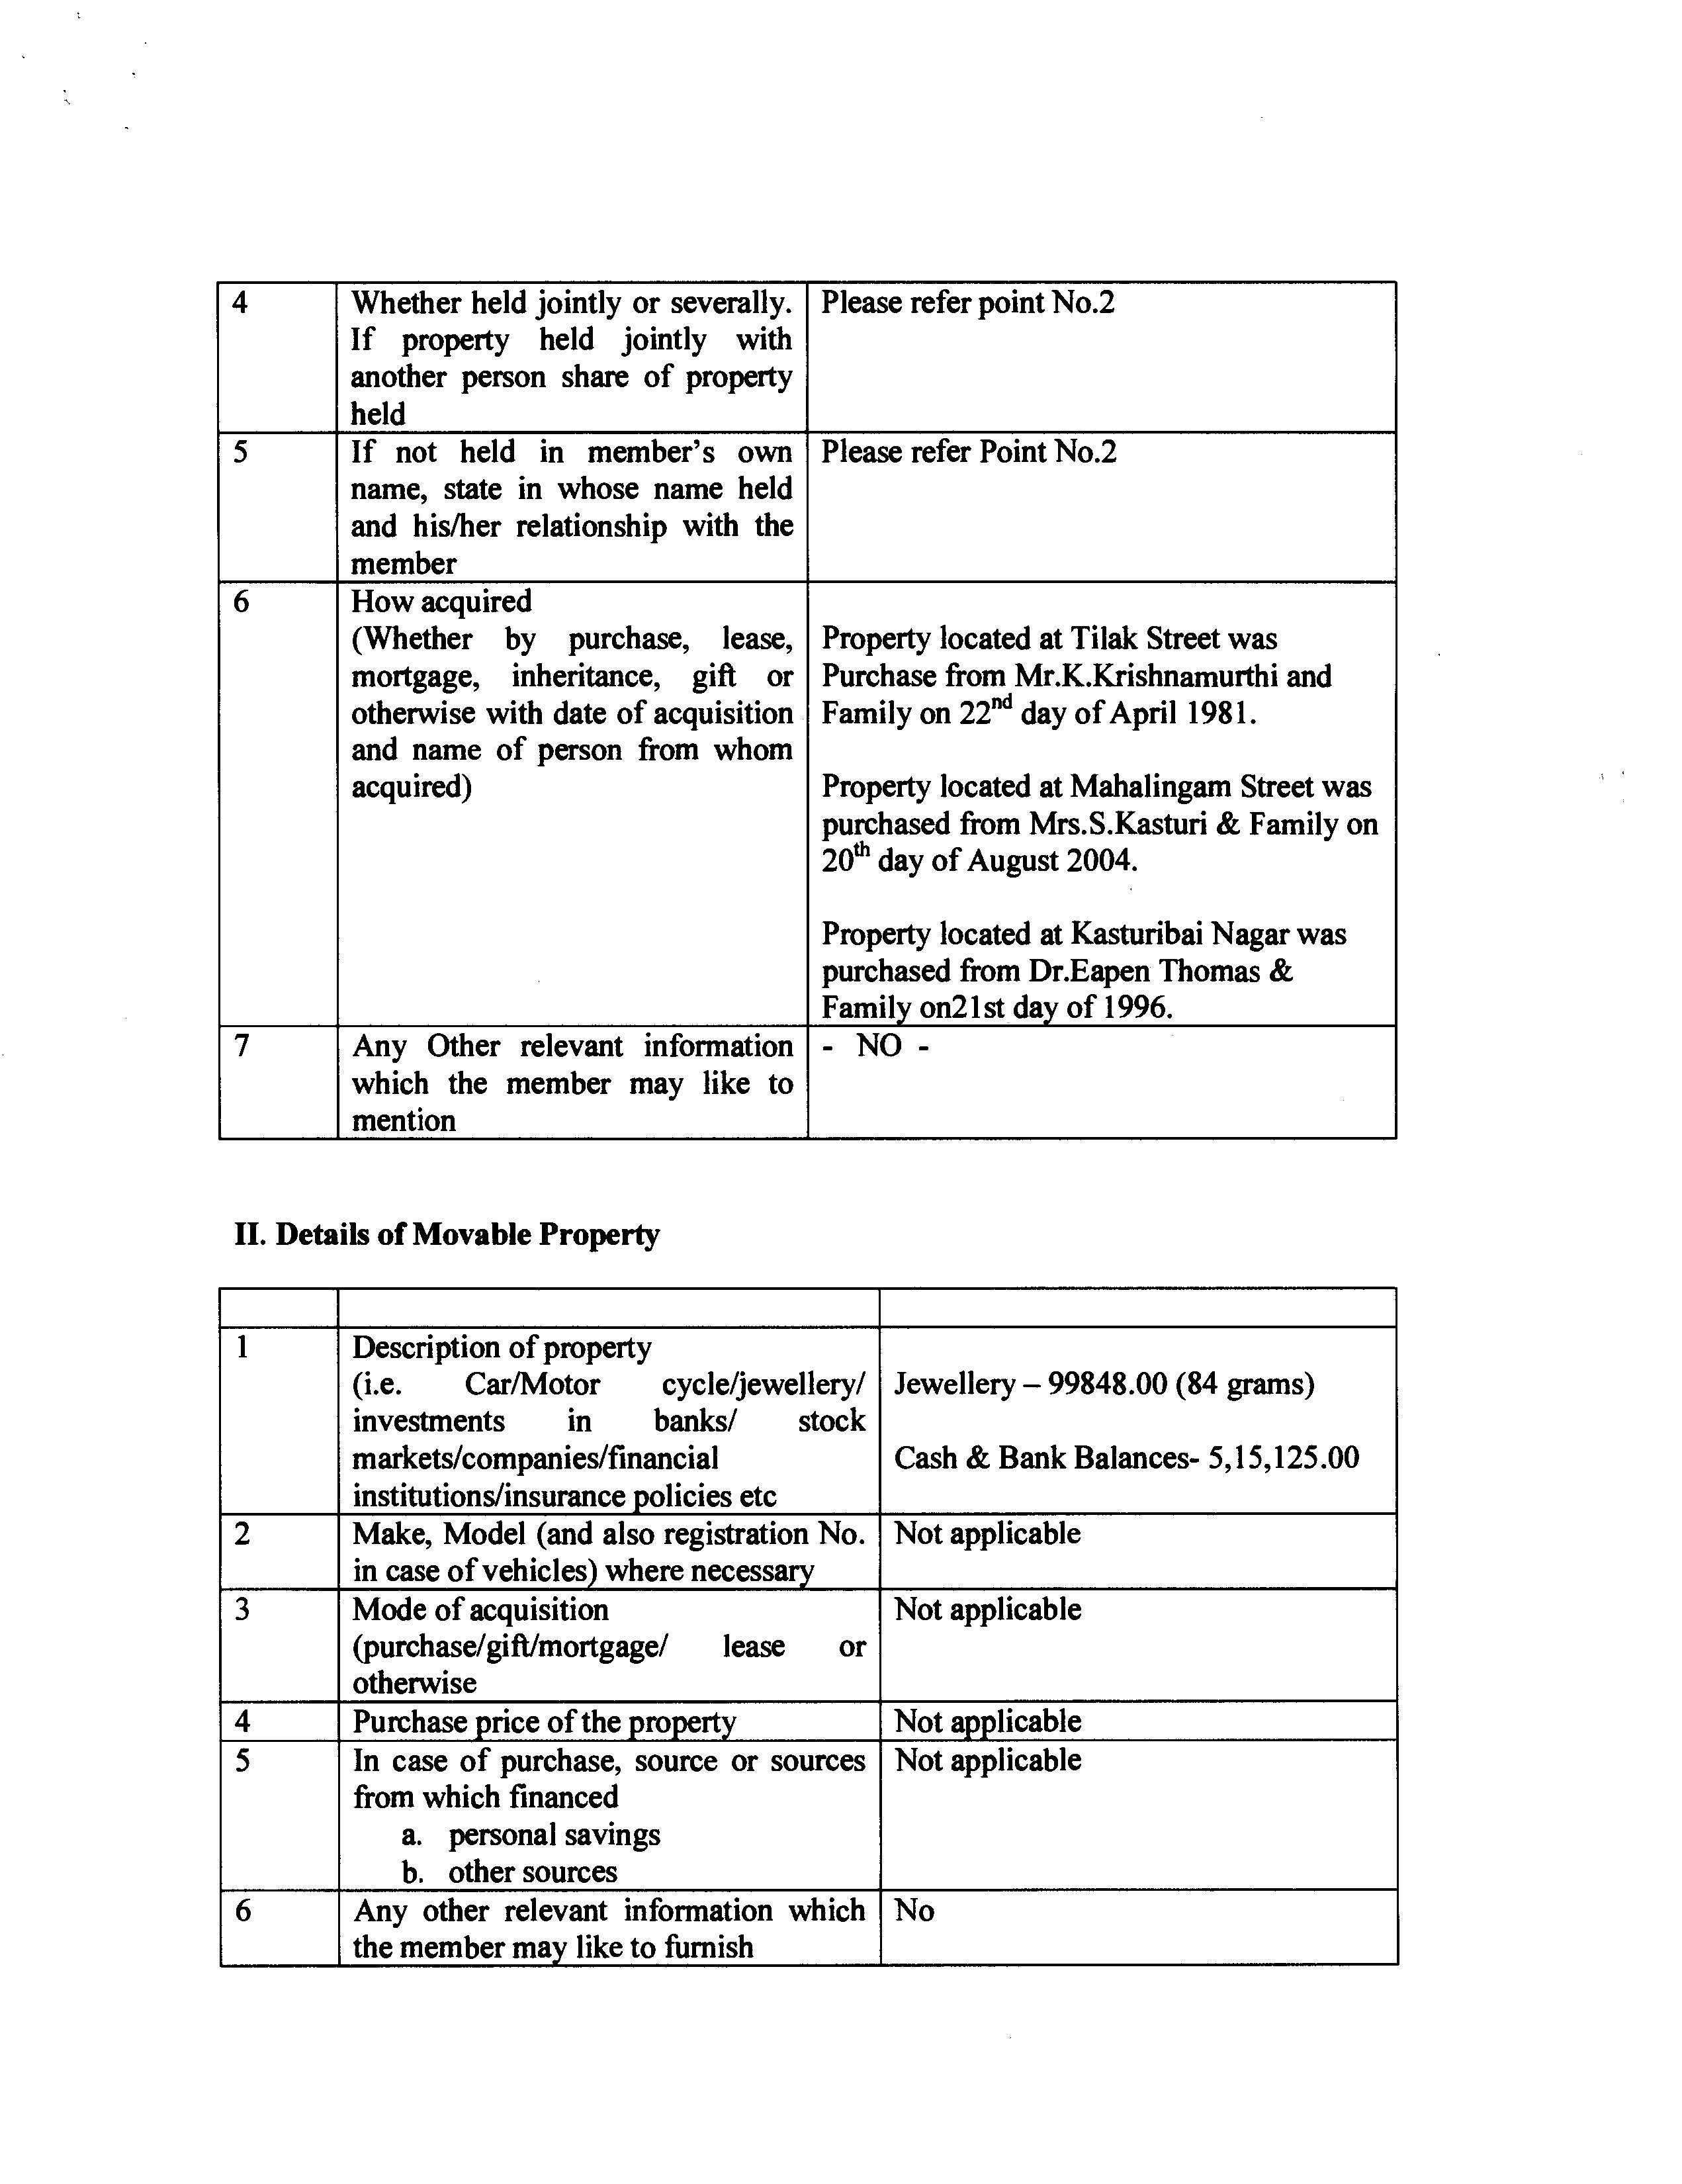 4 Whether held jointly or severally. Please refer point No.2
If property held jointly with
another person share of property
held
5 If not held in member's own Please refer Point No.2
name, state in whose name held
and his/her relationship with the
member
6 How acquired
(Whether by purchase, lease, Property located at Tilak Street was
mortgage, inheritance, gift or Purchase from Mr.K.Krishnamurthi and
otherwise with date of acquisition Family on 22nd day of April 1981.
and name of person from whom
acquired) Property located at Mahalingam Street was
purchased from Mrs.S.Kasturi & Family on
20th day of August 2004.
Property located at Kasturibai Nagar was
purchased from Dr.Eapen Thomas &
Family on21st day of 1996.
7 Any Other relevant information - NO -
which the member may like to
mention
II. Details of Movable Property
1 Description of property
(i.e. Car/Motor cycle/jewellery/ Jewellery – 99848.00 (84 grams)
investments in banks/ stock
markets/companies/financial Cash & Bank Balances- 5,15,125.00
institutions/insurance policies etc
2 Make, Model (and also registration No. Not applicable
in case of vehicles) where necessary
3 Mode of acquisition Not applicable
(purchase/gift/mortgage/ lease or
otherwise
4 Purchase price of the property Not applicable
5 In case of purchase, source or sources Not applicable
from which financed
a. personal savings
b. other sources
6 Any other relevant information which No
the member may like to furnish